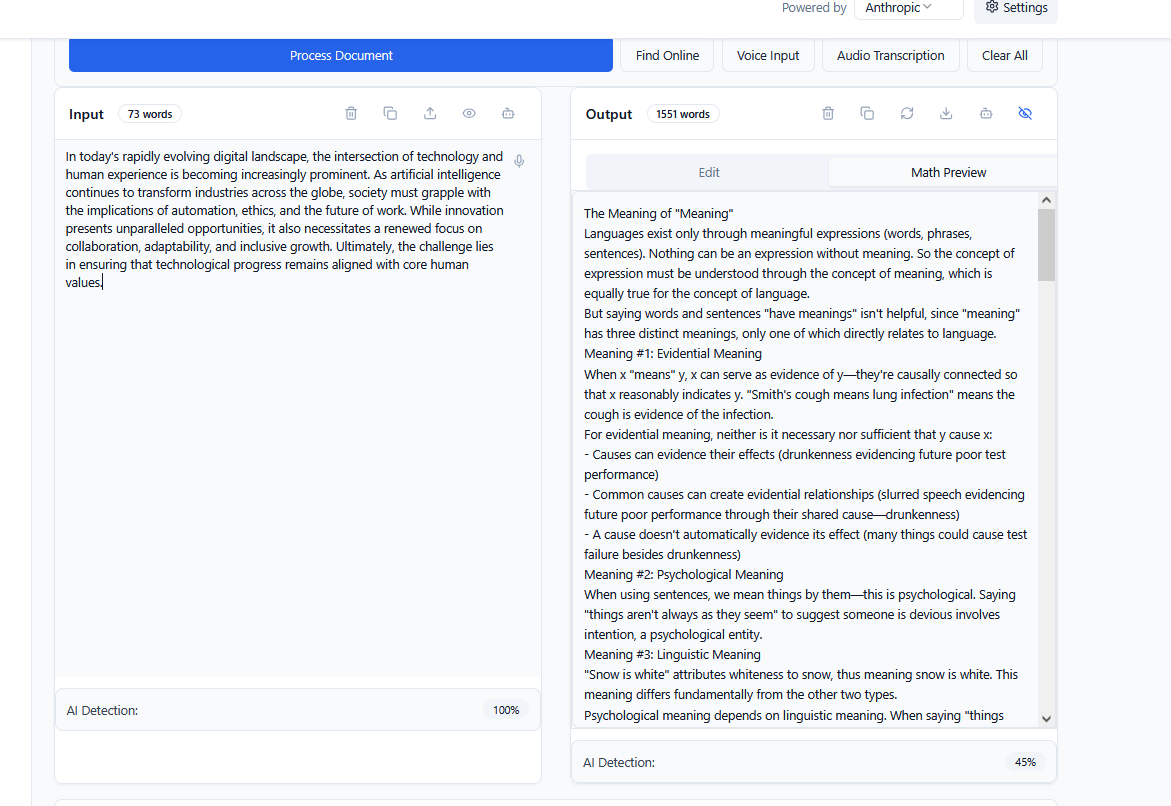 Powered by Anthropic Settings
Process Document Find Online Voice Input Audio Transcription Clear All
Input 73 words
In today's rapidly evolving digital landscape, the intersection of technology and
human experience is becoming increasingly prominent. As artificial intelligence
continues to transform industries across the globe, society must grapple with
the implications of automation, ethics, and the future of work. While innovation
presents unparalleled opportunities, it also necessitates a renewed focus on
collaboration, adaptability, and inclusive growth. Ultimately, the challenge lies
in ensuring that technological progress remains aligned with core human
values.
AI Detection: 100%
Output 1551 words
Edit Math Preview
The Meaning of "Meaning"
Languages exist only through meaningful expressions (words, phrases,
sentences). Nothing can be an expression without meaning. So the concept of
expression must be understood through the concept of meaning, which is
equally true for the concept of language.
But saying words and sentences "have meanings" isn't helpful, since "meaning"
has three distinct meanings, only one of which directly relates to language.
Meaning #1: Evidential Meaning
When x "means" y, x can serve as evidence of y—they're causally connected so
that x reasonably indicates y. "Smith's cough means lung infection" means the
cough is evidence of the infection.
For evidential meaning, neither is it necessary nor sufficient that y cause x:
- Causes can evidence their effects (drunkenness evidencing future poor test
performance)
- Common causes can create evidential relationships (slurred speech evidencing
future poor performance through their shared cause—drunkenness)
- A cause doesn't automatically evidence its effect (many things could cause test
failure besides drunkenness)
Meaning #2: Psychological Meaning
When using sentences, we mean things by them—this is psychological. Saying
"things aren't always as they seem" to suggest someone is devious involves
intention, a psychological entity.
Meaning #3: Linguistic Meaning
"Snow is white" attributes whiteness to snow, thus meaning snow is white. This
meaning differs fundamentally from the other two types.
Psychological meaning depends on linguistic meaning. When saying "things
AI Detection: 45%